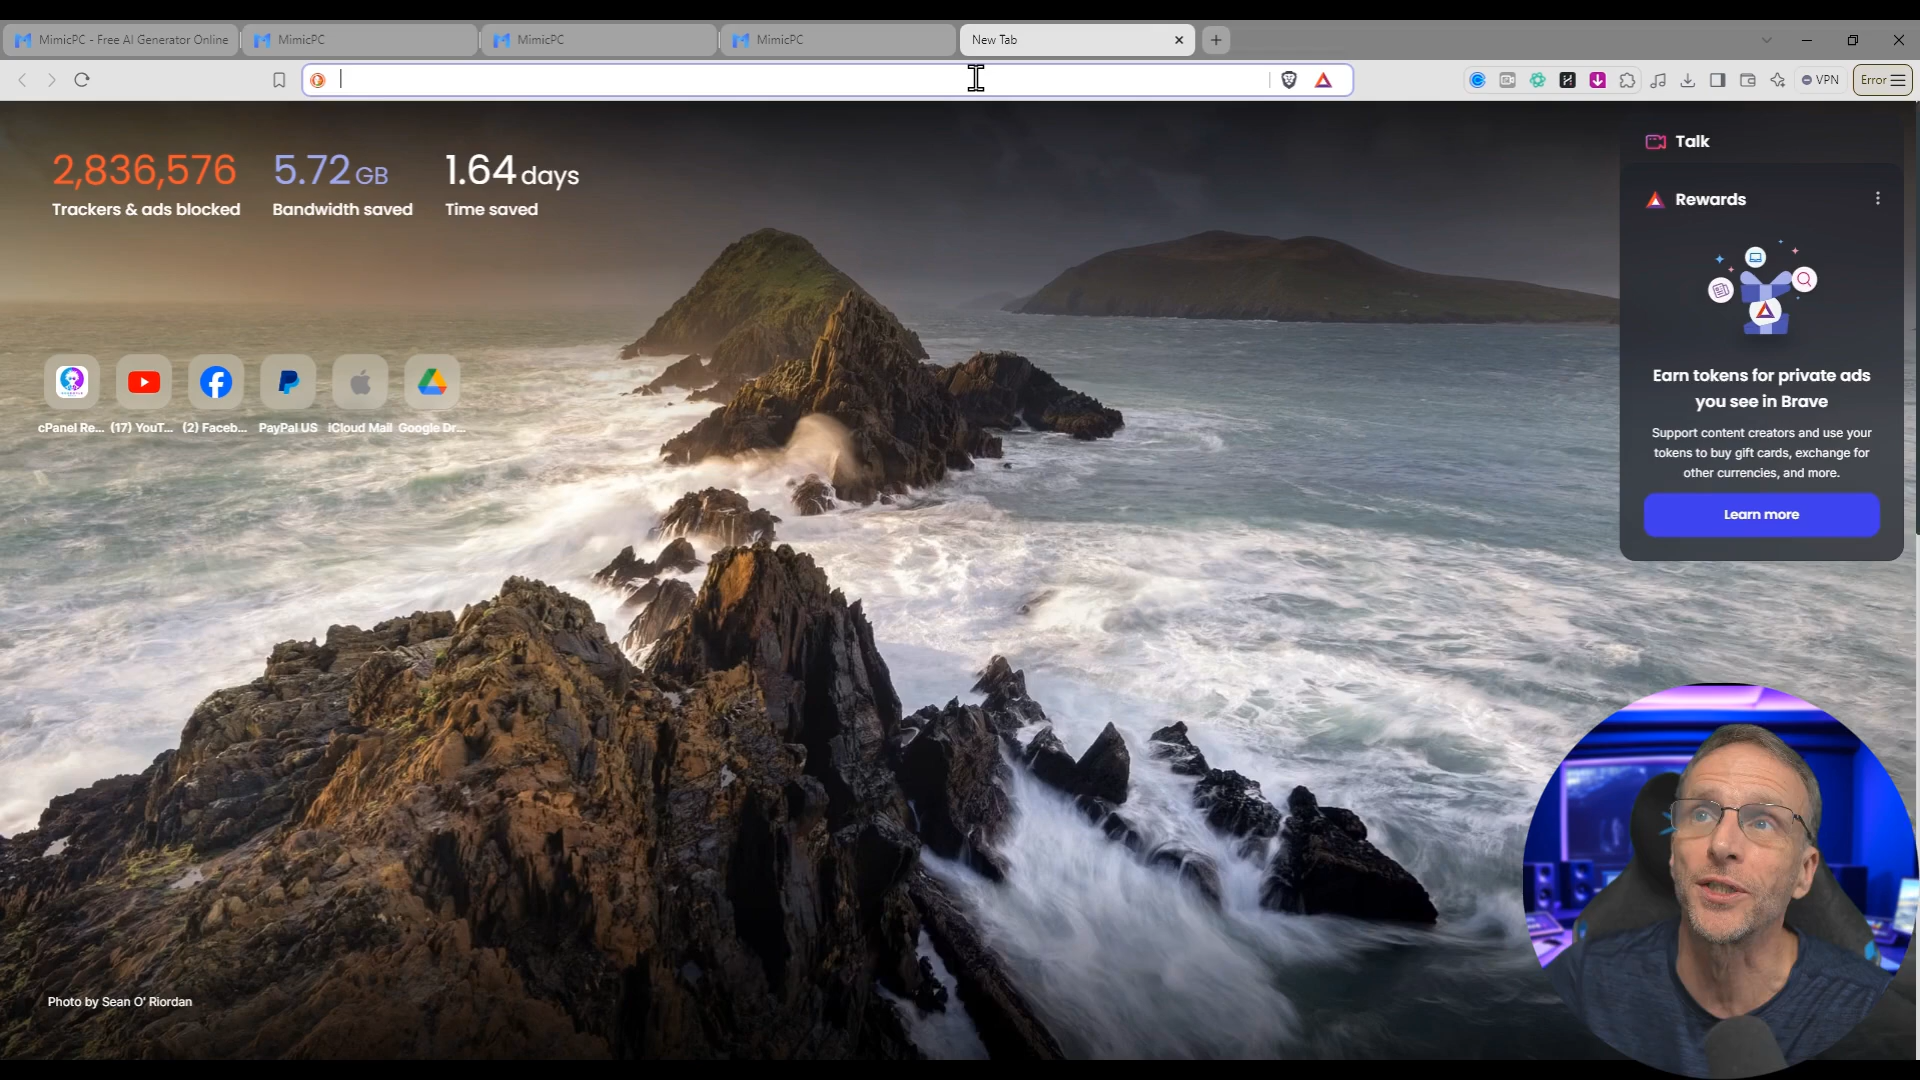 MimicPC - Free AI Generator Online
MimicPC
MimicPC
MimicPC
New Tab
VPN
Error
2,836,576
Trackers & ads blocked
5.72 GB
Bandwidth saved
1.64 days
Time saved
cPanel Re...
(17) YouT...
(2) Faceb...
PayPal US
iCloud Mail
Google Dr...
Talk
Rewards
Earn tokens for private ads
you see in Brave
Support content creators and use your
tokens to buy gift cards, exchange for
other currencies, and more.
Learn more
Photo by Sean O' Riordan